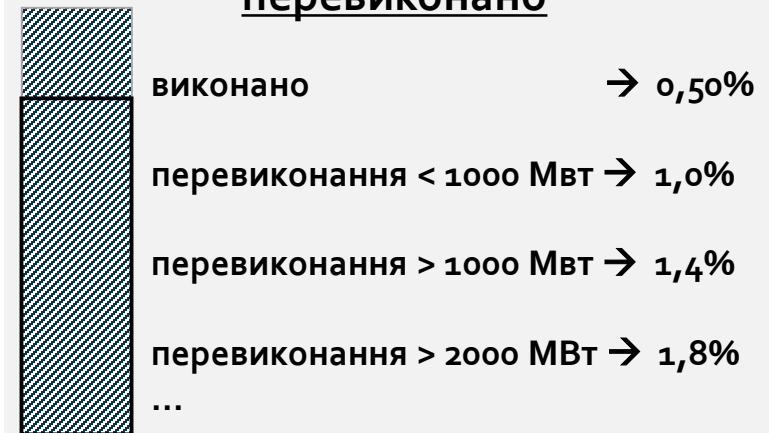 перевиконано
виконано → 0,50%
перевиконання < 1000 Мвт → 1,0%
перевиконання > 1000 Мвт → 1,4%
перевиконання > 2000 МВт → 1,8%
...